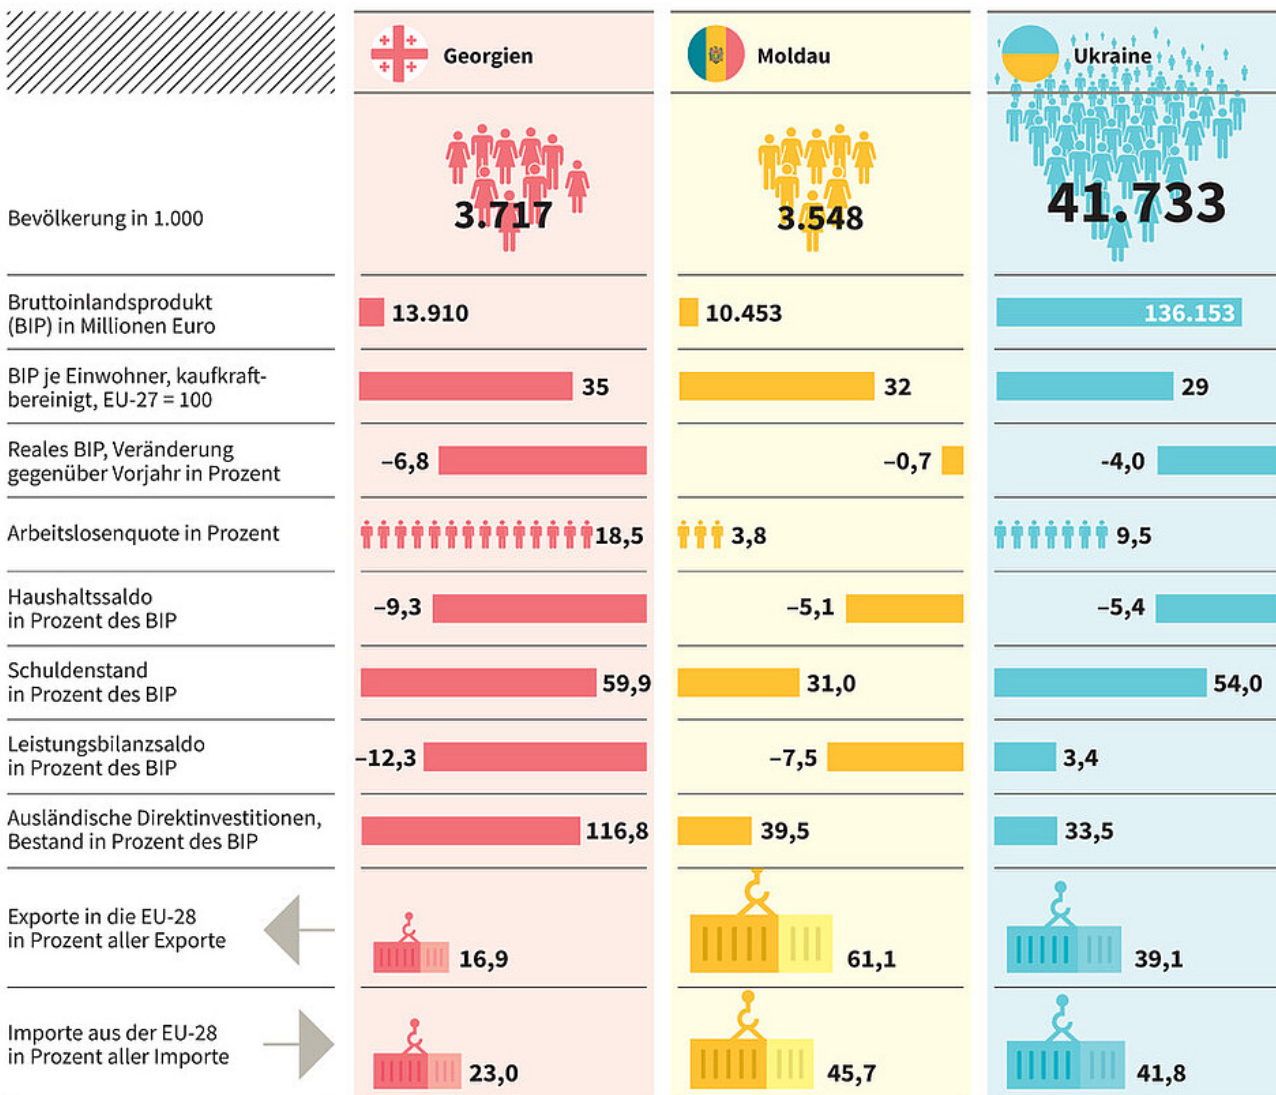 Georgien
Moldau
Ukraine
Bevölkerung in 1.000
3.717
3.548
41.733
Bruttoinlandsprodukt
(BIP) in Millionen Euro
13.910
10.453
136.153
BIP je Einwohner, kaufkraft-
bereinigt, EU-27 = 100
35
32
29
Reales BIP, Veränderung
gegenüber Vorjahr in Prozent
–6,8
–0,7
-4,0
Arbeitslosenquote in Prozent
18,5
3,8
9,5
Haushaltssaldo
in Prozent des BIP
–9,3
–5,1
–5,4
Schuldenstand
in Prozent des BIP
59,9
31,0
54,0
Leistungsbilanzsaldo
in Prozent des BIP
–12,3
–7,5
3,4
Ausländische Direktinvestitionen,
Bestand in Prozent des BIP
116,8
39,5
33,5
Exporte in die EU-28
in Prozent aller Exporte
16,9
61,1
39,1
Importe aus der EU-28
in Prozent aller Importe
23,0
45,7
41,8